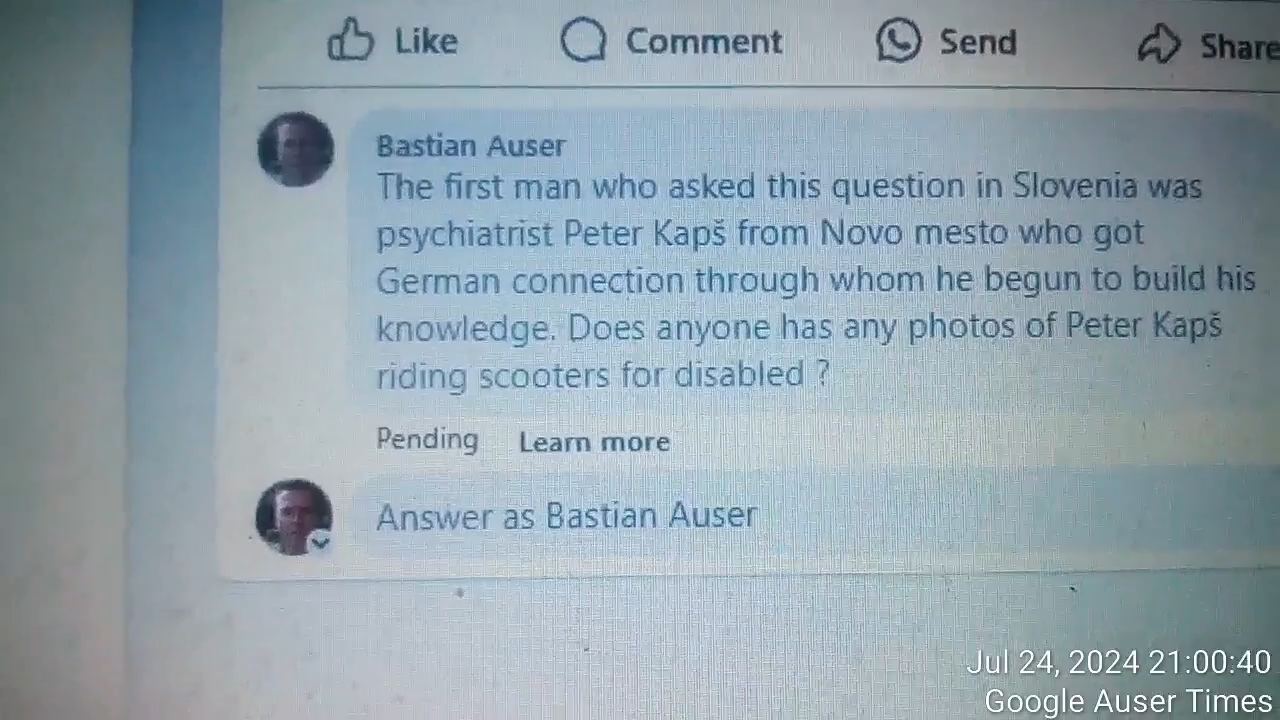 Like Comment Send Share
Bastian Auser
The first man who asked this question in Slovenia was
psychiatrist Peter Kapš from Novo mesto who got
German connection through whom he begun to build his
knowledge. Does anyone has any photos of Peter Kapš
riding scooters for disabled ?
Pending Learn more
Answer as Bastian Auser
Jul 24, 2024 21:00:40
Google Auser Times